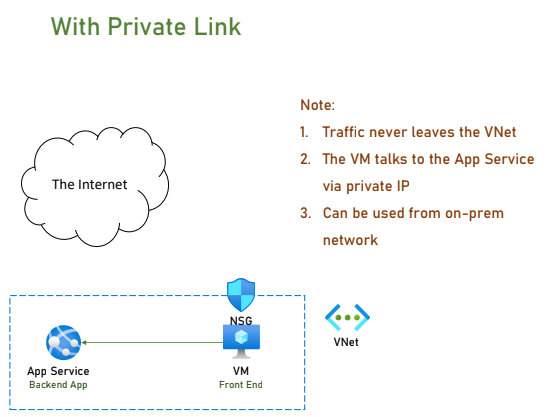 With Private Link
Note:
1. Traffic never leaves the VNet
2. The VM talks to the App Service
via private IP
3. Can be used from on-prem
network
The Internet
NSG
VNet
App Service
Backend App
VM
Front End